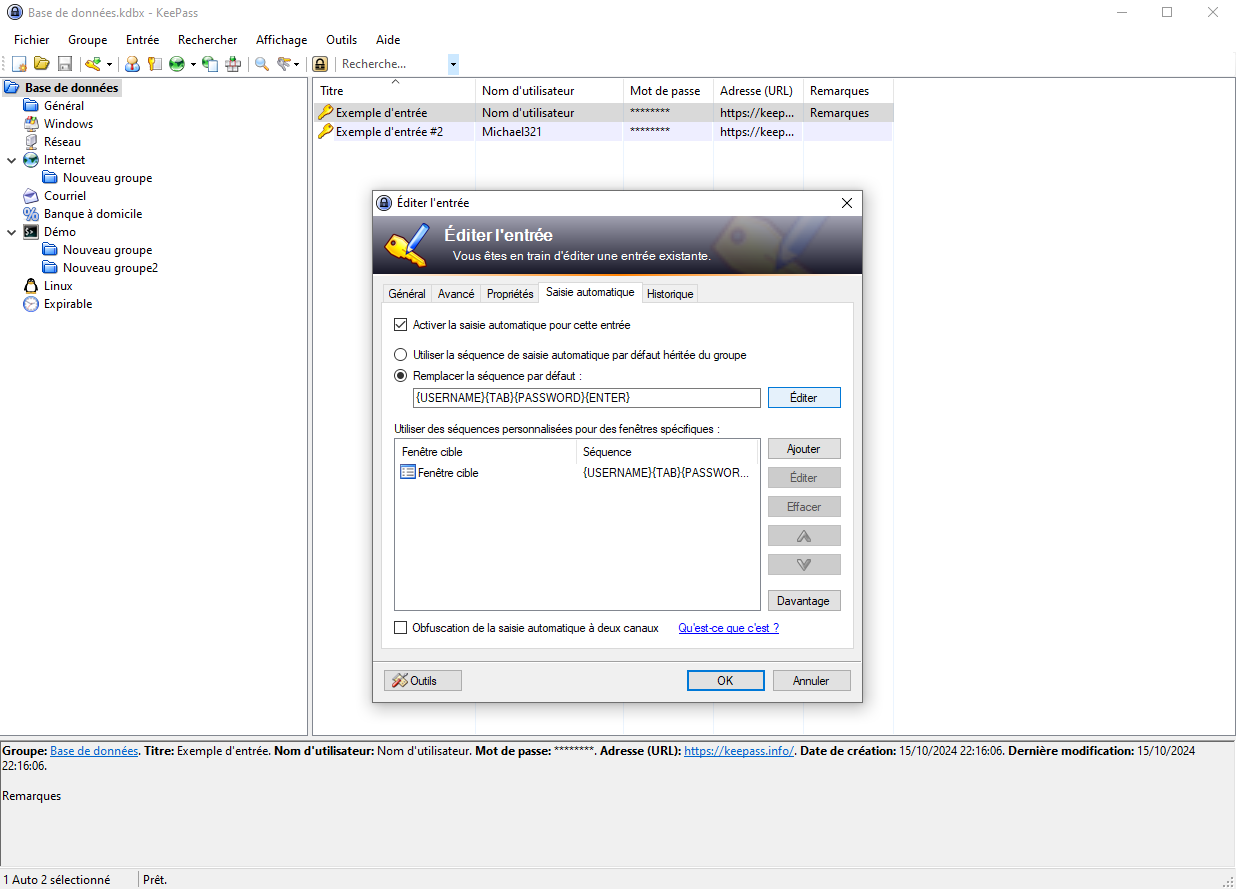 Base de données.kdbx - KeePass
Fichier Groupe Entrée Rechercher Affichage Outils Aide
Recherche...
Base de données
Général
Windows
Réseau
Internet
Nouveau groupe
Courriel
Banque à domicile
Démo
Nouveau groupe
Nouveau groupe2
Linux
Expirable
Titre Nom d'utilisateur Mot de passe Adresse (URL) Remarques
Exemple d'entrée Nom d'utilisateur ******** https://keep... Remarques
Exemple d'entrée #2 Michael321 ******** https://keep...
Éditer l'entrée
Éditer l'entrée
Vous êtes en train d'éditer une entrée existante.
Général Avancé Propriétés Saisie automatique Historique
Activer la saisie automatique pour cette entrée
Utiliser la séquence de saisie automatique par défaut héritée du groupe
Remplacer la séquence par défaut :
{USERNAME}{TAB}{PASSWORD}{ENTER} Éditer
Utiliser des séquences personnalisées pour des fenêtres spécifiques :
Fenêtre cible Séquence
Fenêtre cible {USERNAME}{TAB}{PASSWOR...
Ajouter
Éditer
Effacer
Davantage
Obfuscation de la saisie automatique à deux canaux Qu'est-ce que c'est ?
Outils OK Annuler
Groupe: Base de données. Titre: Exemple d'entrée. Nom d'utilisateur: Nom d'utilisateur. Mot de passe: ********. Adresse (URL): https://keepass.info/. Date de création: 15/10/2024 22:16:06. Dernière modification: 15/10/2024
22:16:06.
Remarques
1 Auto 2 sélectionné Prêt.